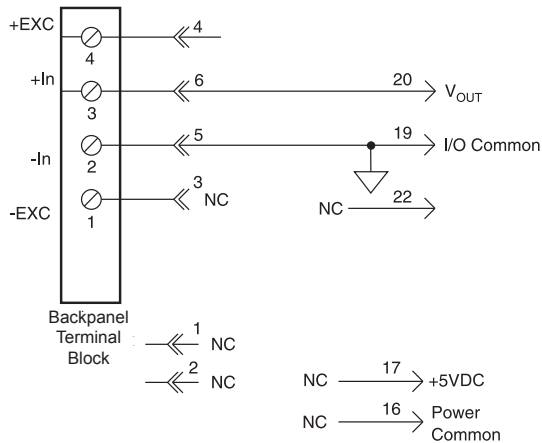 +EXC
4
4
+In
3
6
20
V_OUT
-In
2
5
19
I/O Common
-EXC
1
3
NC
NC
22
Backpanel
Terminal
Block
1
NC
2
NC
NC
17
+5VDC
NC
16
Power
Common